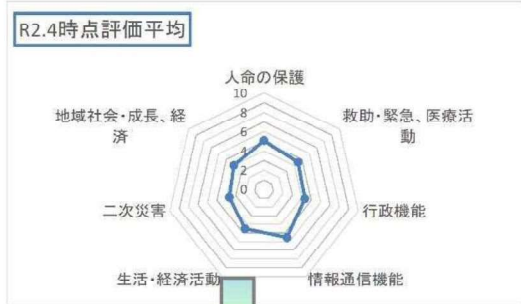 R2.4時点評価平均
人命の保護
10
8
6
4
2
0
救助・緊急、医療活
動
行政機能
情報通信機能
生活・経済活動
二次災害
地域社会・成長、経
済